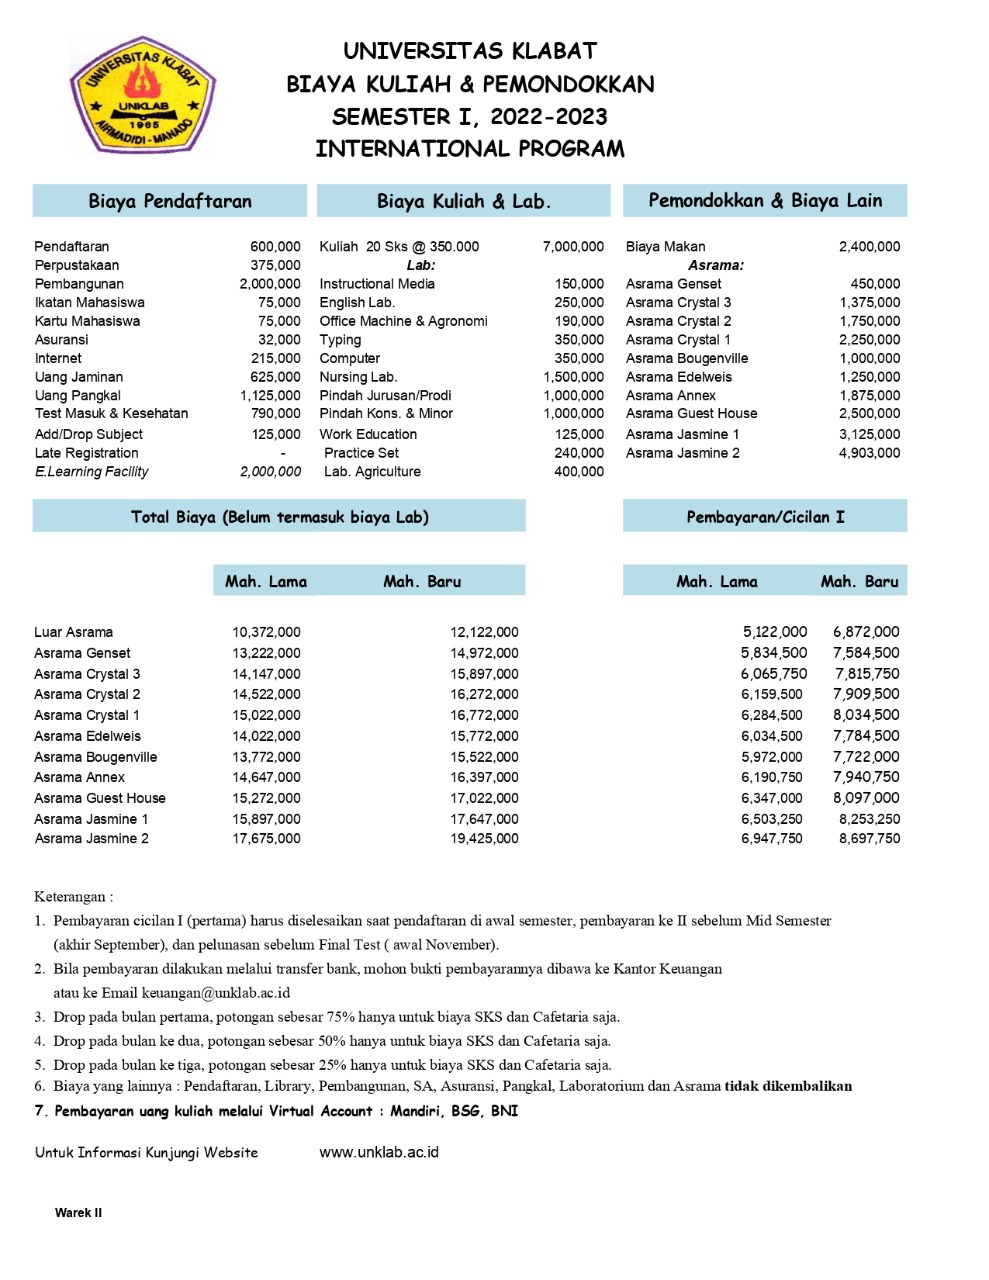 UNIVERSITAS KLABAT
UNKLAB
1965
AIRMADIDI - MANADO
UNIVERSITAS KLABAT
BIAYA KULIAH & PEMONDOKKAN
SEMESTER I, 2022-2023
INTERNATIONAL PROGRAM
Biaya Pendaftaran Biaya Kuliah & Lab. Pemondokkan & Biaya Lain
Pendaftaran 600,000 Kuliah 20 Sks @ 350.000 7,000,000 Biaya Makan 2,400,000
Perpustakaan 375,000 Lab: Asrama:
Pembangunan 2,000,000 Instructional Media 150,000 Asrama Genset 450,000
Ikatan Mahasiswa 75,000 English Lab. 250,000 Asrama Crystal 3 1,375,000
Kartu Mahasiswa 75,000 Office Machine & Agronomi 190,000 Asrama Crystal 2 1,750,000
Asuransi 32,000 Typing 350,000 Asrama Crystal 1 2,250,000
Internet 215,000 Computer 350,000 Asrama Bougenville 1,000,000
Uang Jaminan 625,000 Nursing Lab. 1,500,000 Asrama Edelweis 1,250,000
Uang Pangkal 1,125,000 Pindah Jurusan/Prodi 1,000,000 Asrama Annex 1,875,000
Test Masuk & Kesehatan 790,000 Pindah Kons. & Minor 1,000,000 Asrama Guest House 2,500,000
Add/Drop Subject 125,000 Work Education 125,000 Asrama Jasmine 1 3,125,000
Late Registration - Practice Set 240,000 Asrama Jasmine 2 4,903,000
E.Learning Facility 2,000,000 Lab. Agriculture 400,000
Total Biaya (Belum termasuk biaya Lab) Pembayaran/Cicilan I
Mah. Lama Mah. Baru Mah. Lama Mah. Baru
Luar Asrama 10,372,000 12,122,000 5,122,000 6,872,000
Asrama Genset 13,222,000 14,972,000 5,834,500 7,584,500
Asrama Crystal 3 14,147,000 15,897,000 6,065,750 7,815,750
Asrama Crystal 2 14,522,000 16,272,000 6,159,500 7,909,500
Asrama Crystal 1 15,022,000 16,772,000 6,284,500 8,034,500
Asrama Edelweis 14,022,000 15,772,000 6,034,500 7,784,500
Asrama Bougenville 13,772,000 15,522,000 5,972,000 7,722,000
Asrama Annex 14,647,000 16,397,000 6,190,750 7,940,750
Asrama Guest House 15,272,000 17,022,000 6,347,000 8,097,000
Asrama Jasmine 1 15,897,000 17,647,000 6,503,250 8,253,250
Asrama Jasmine 2 17,675,000 19,425,000 6,947,750 8,697,750
Keterangan :
1. Pembayaran cicilan I (pertama) harus diselesaikan saat pendaftaran di awal semester, pembayaran ke II sebelum Mid Semester
(akhir September), dan pelunasan sebelum Final Test ( awal November).
2. Bila pembayaran dilakukan melalui transfer bank, mohon bukti pembayarannya dibawa ke Kantor Keuangan
atau ke Email keuangan@unklab.ac.id
3. Drop pada bulan pertama, potongan sebesar 75% hanya untuk biaya SKS dan Cafetaria saja.
4. Drop pada bulan ke dua, potongan sebesar 50% hanya untuk biaya SKS dan Cafetaria saja.
5. Drop pada bulan ke tiga, potongan sebesar 25% hanya untuk biaya SKS dan Cafetaria saja.
6. Biaya yang lainnya : Pendaftaran, Library, Pembangunan, SA, Asuransi, Pangkal, Laboratorium dan Asrama tidak dikembalikan
7. Pembayaran uang kuliah melalui Virtual Account : Mandiri, BSG, BNI
Untuk Informasi Kunjungi Website www.unklab.ac.id
Warek II